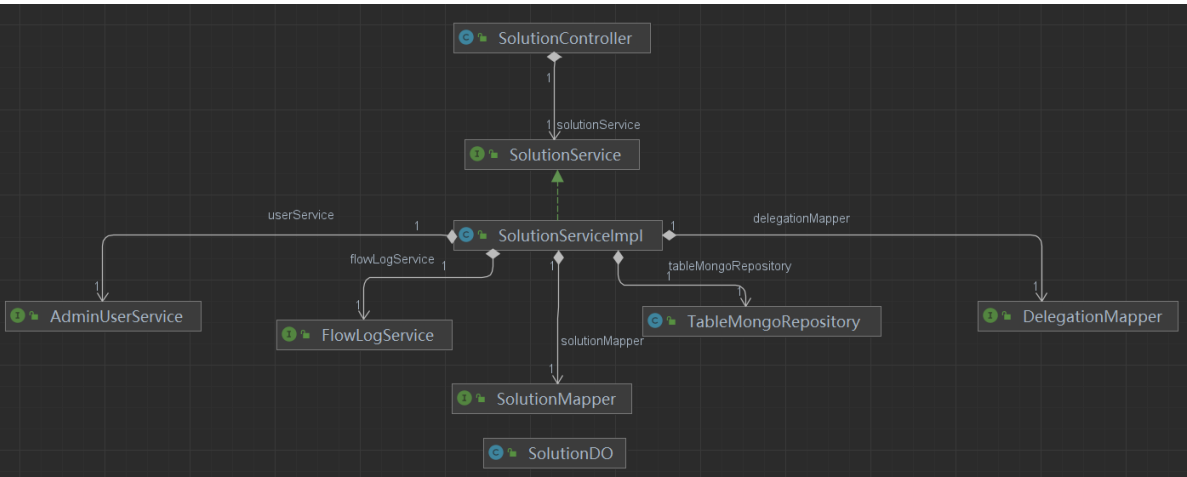 SolutionController
1
1 solutionService
SolutionService
userService
1
SolutionServiceImpl
1
delegationMapper
flowLogService
1
1
tableMongoRepository
1
1
AdminUserService
1
FlowLogService
1
TableMongoRepository
1
DelegationMapper
solutionMapper
1
SolutionMapper
SolutionDO